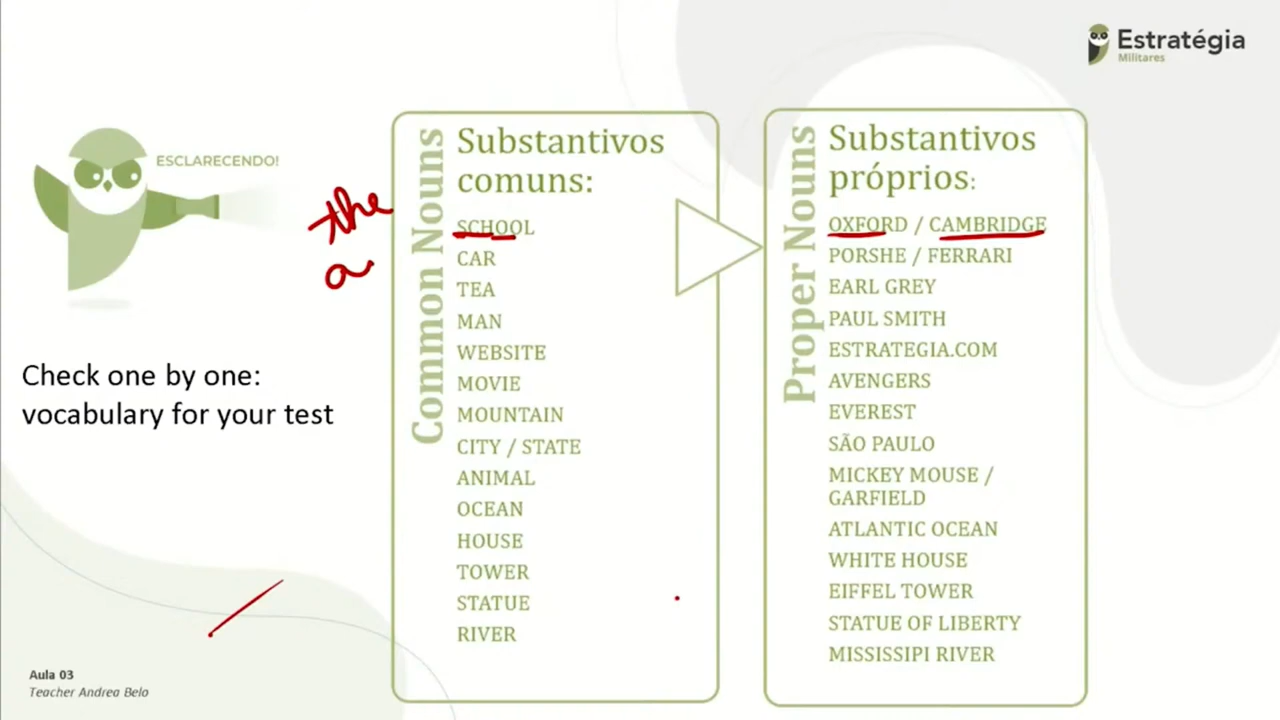 Estratégia
Militares
ESCLARECENDO!
the
a
Check one by one:
vocabulary for your test
Common Nouns
Substantivos
comuns:
SCHOOL
CAR
TEA
MAN
WEBSITE
MOVIE
MOUNTAIN
CITY / STATE
ANIMAL
OCEAN
HOUSE
TOWER
STATUE
RIVER
Proper Nouns
Substantivos
próprios:
OXFORD / CAMBRIDGE
PORSHE / FERRARI
EARL GREY
PAUL SMITH
ESTRATEGIA.COM
AVENGERS
EVEREST
SÃO PAULO
MICKEY MOUSE /
GARFIELD
ATLANTIC OCEAN
WHITE HOUSE
EIFFEL TOWER
STATUE OF LIBERTY
MISSISSIPI RIVER
Aula 03
Teacher Andrea Belo